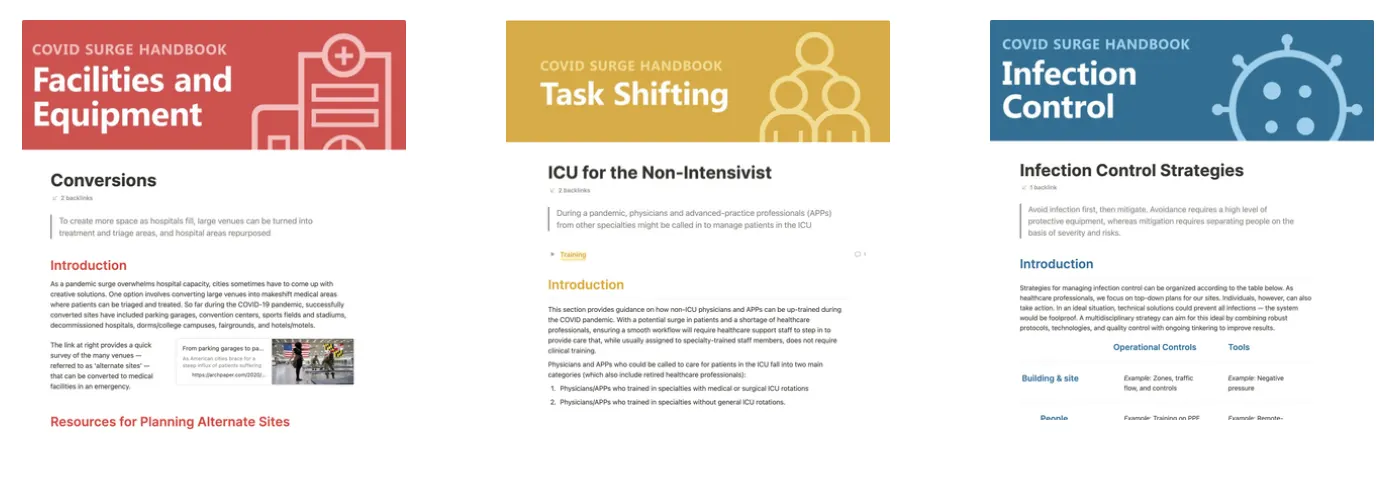 COVID SURGE HANDBOOK
Facilities and
Equipment
Conversions
2 backlinks
To create more space as hospitals fill, large venues can be turned into
treatment and triage areas, and hospital areas repurposed
Introduction
As a pandemic surge overwhelms hospital capacity, cities sometimes have to come up with
creative solutions. One option involves converting large venues into makeshift medical areas
where patients can be triaged and treated. So far during the COVID-19 pandemic, successfully
converted sites have included parking garages, convention centers, sports fields and stadiums,
decommissioned hospitals, dorms/college campuses, fairgrounds, and hotels/motels.
The link at right provides a quick
survey of the many venues —
referred to as 'alternate sites' —
that can be converted to medical
facilities in an emergency.
From parking garages to pa...
As American cities brace for a
steep influx of patients suffering
https://archpaper.com/2020/...
Resources for Planning Alternate Sites
COVID SURGE HANDBOOK
Task Shifting
ICU for the Non-Intensivist
2 backlinks
During a pandemic, physicians and advanced-practice professionals (APPs)
from other specialties might be called in to manage patients in the ICU
Training
Introduction
This section provides guidance on how non-ICU physicians and APPs can be up-trained during
the COVID pandemic. With a potential surge in patients and a shortage of healthcare
professionals, ensuring a smooth workflow will require healthcare support staff to step in to
provide care that, while usually assigned to specialty-trained staff members, does not require
clinical training.
Physicians and APPs who could be called to care for patients in the ICU fall into two main
categories (which also include retired healthcare professionals):
1. Physicians/APPs who trained in specialties with medical or surgical ICU rotations
2. Physicians/APPs who trained in specialties without general ICU rotations.
COVID SURGE HANDBOOK
Infection
Control
Infection Control Strategies
1 backlink
Avoid infection first, then mitigate. Avoidance requires a high level of
protective equipment, whereas mitigation requires separating people on the
basis of severity and risks.
Introduction
Strategies for managing infection control can be organized according to the table below. As
healthcare professionals, we focus on top-down plans for our sites. Individuals, however, can also
take action. In an ideal situation, technical solutions could prevent all infections — the system
would be foolproof. A multidisciplinary strategy can aim for this ideal by combining robust
protocols, technologies, and quality control with ongoing tinkering to improve results.
Operational Controls Tools
Building & site
Example: Zones, traffic
flow, and controls
Example: Negative
pressure
People
Example: Training on PPE
Example: Remote-